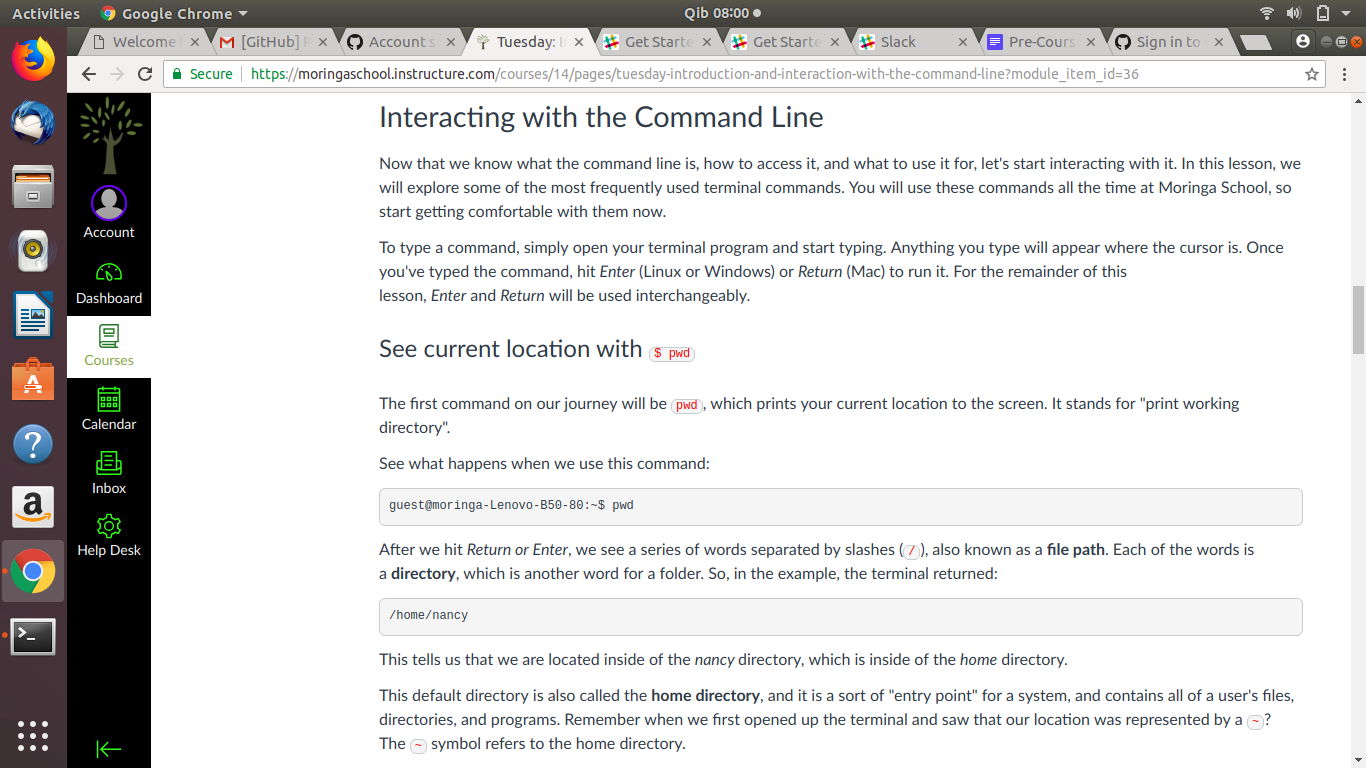 Activities Google Chrome Qib 08:00
Welcome [GitHub] P Account s Tuesday: I Get Starte Get Starte Slack Pre-Cours Sign in to
Secure https://moringaschool.instructure.com/courses/14/pages/tuesday-introduction-and-interaction-with-the-command-line?module_item_id=36
Account
Dashboard
Courses
Calendar
Inbox
Help Desk
Interacting with the Command Line
Now that we know what the command line is, how to access it, and what to use it for, let's start interacting with it. In this lesson, we
will explore some of the most frequently used terminal commands. You will use these commands all the time at Moringa School, so
start getting comfortable with them now.
To type a command, simply open your terminal program and start typing. Anything you type will appear where the cursor is. Once
you've typed the command, hit Enter (Linux or Windows) or Return (Mac) to run it. For the remainder of this
lesson, Enter and Return will be used interchangeably.
See current location with $ pwd
The first command on our journey will be pwd, which prints your current location to the screen. It stands for "print working
directory".
See what happens when we use this command:
guest@moringa-Lenovo-B50-80:~$ pwd
After we hit Return or Enter, we see a series of words separated by slashes (/), also known as a file path. Each of the words is
a directory, which is another word for a folder. So, in the example, the terminal returned:
/home/nancy
This tells us that we are located inside of the nancy directory, which is inside of the home directory.
This default directory is also called the home directory, and it is a sort of "entry point" for a system, and contains all of a user's files,
directories, and programs. Remember when we first opened up the terminal and saw that our location was represented by a ~?
The ~ symbol refers to the home directory.